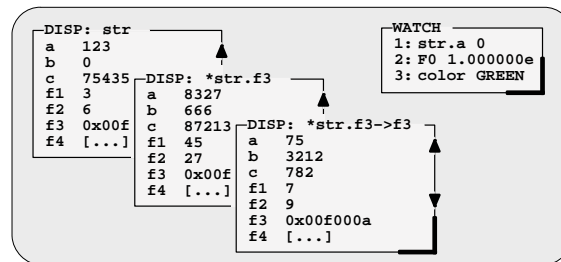 DISP: str
a 123
b 0
c 75435
f1 3
f2 6
f3 0x00f
f4 [...]
DISP: *str.f3
a 8327
b 666
c 87213
f1 45
f2 27
f3 0x00f
f4 [...]
DISP: *str.f3->f3
a 75
b 3212
c 782
f1 7
f2 9
f3 0x00f000a
f4 [...]
WATCH
1: str.a 0
2: F0 1.000000e
3: color GREEN